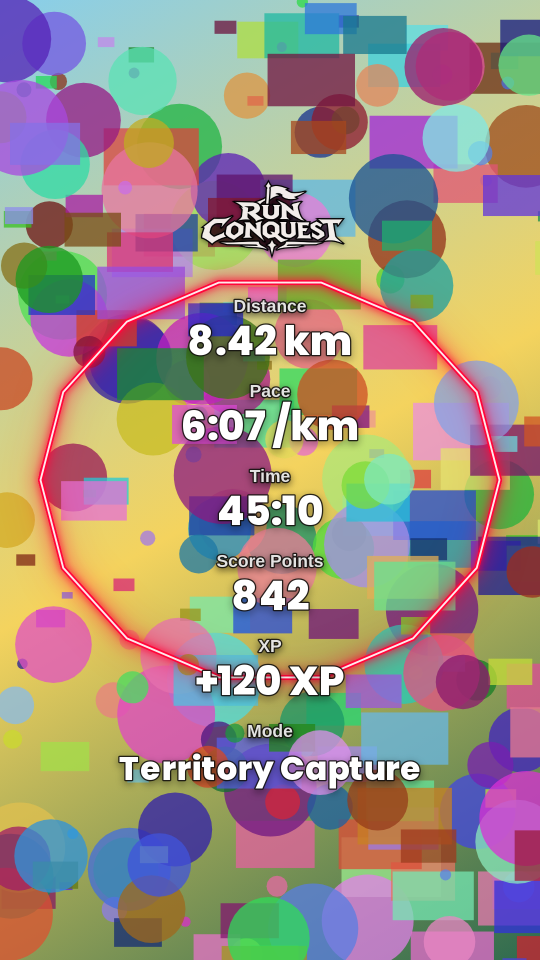 RUN
CONQUEST
Distance
8.42 km
Pace
6:07 /km
Time
45:10
Score Points
842
XP
+120 XP
Mode
Territory Capture